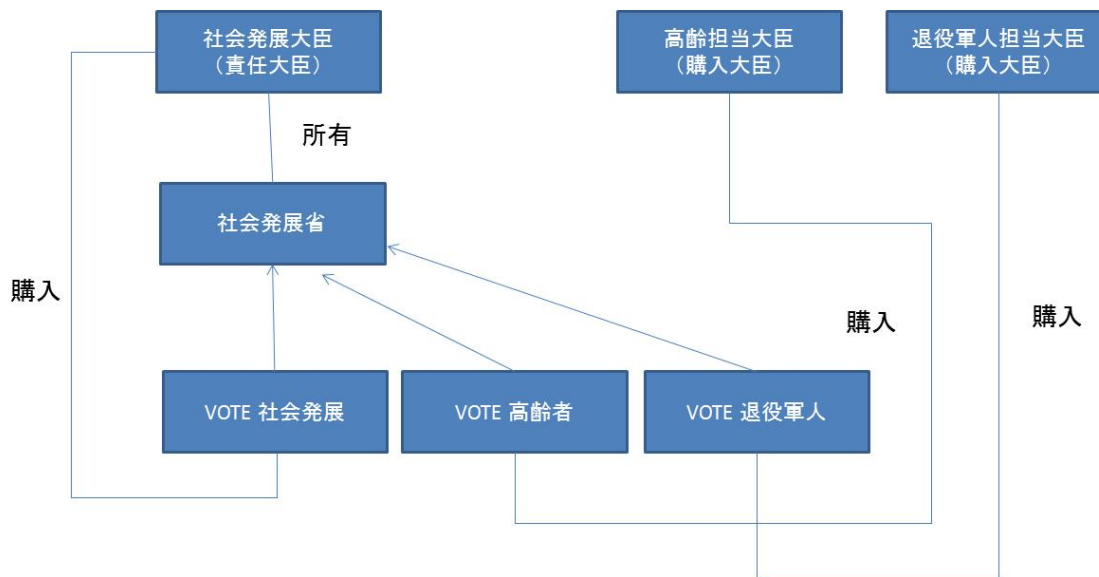 社会発展大臣
（責任大臣）
高齢担当大臣
（購入大臣）
退役軍人担当大臣
（購入大臣）
所有
社会発展省
購入
購入
購入
VOTE 社会発展
VOTE 高齢者
VOTE 退役軍人